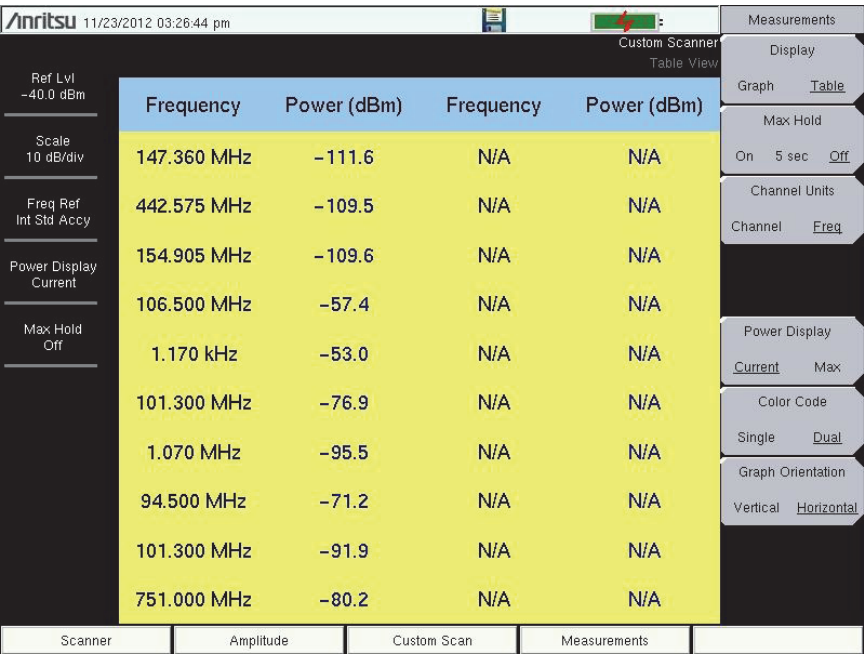 Anritsu 11/23/2012 03:26:44 pm
Custom Scanner
Table View
Ref Lvl
-40.0 dBm
Scale
10 dB/div
Freq Ref
Int Std Accy
Power Display
Current
Max Hold
Off
Frequency Power (dBm) Frequency Power (dBm)
147.360 MHz -111.6 N/A N/A
442.575 MHz -109.5 N/A N/A
154.905 MHz -109.6 N/A N/A
106.500 MHz -57.4 N/A N/A
1.170 kHz -53.0 N/A N/A
101.300 MHz -76.9 N/A N/A
1.070 MHz -95.5 N/A N/A
94.500 MHz -71.2 N/A N/A
101.300 MHz -91.9 N/A N/A
751.000 MHz -80.2 N/A N/A
Measurements
Display
Graph Table
Max Hold
On 5 sec Off
Channel Units
Channel Freq
Power Display
Current Max
Color Code
Single Dual
Graph Orientation
Vertical Horizontal
Scanner Amplitude Custom Scan Measurements